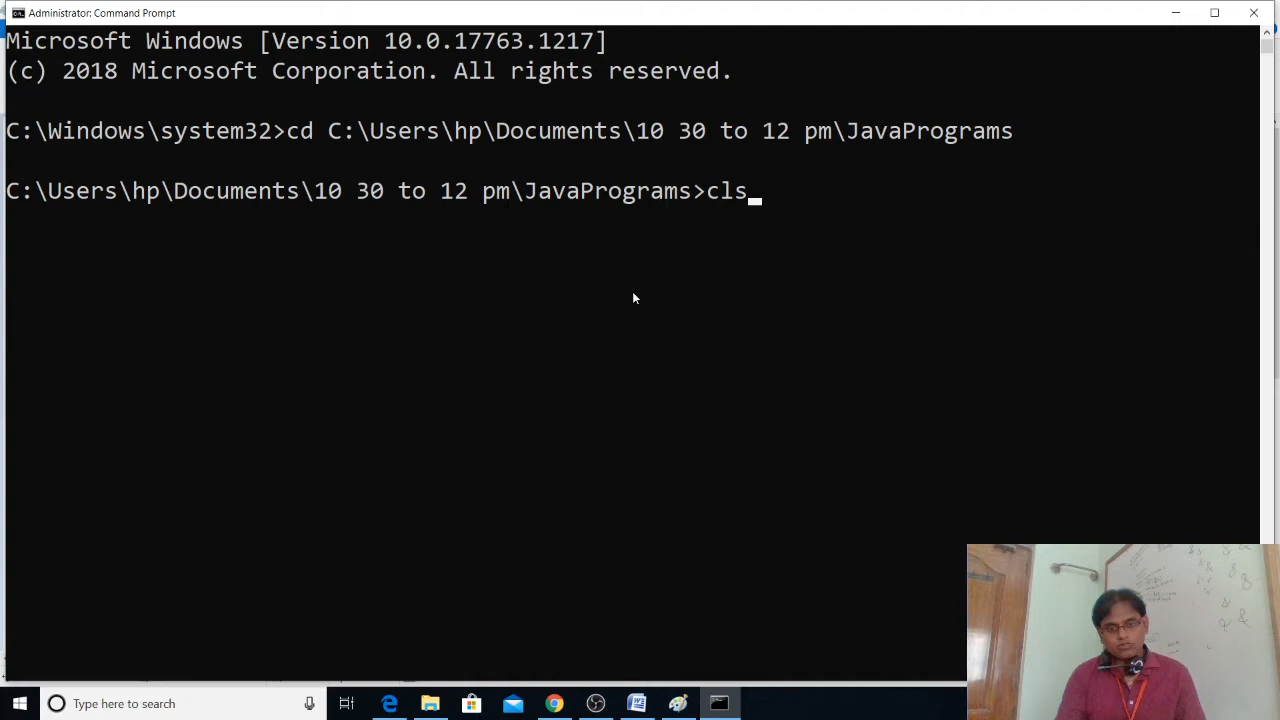 Administrator: Command Prompt
Microsoft Windows [Version 10.0.17763.1217]
(c) 2018 Microsoft Corporation. All rights reserved.
C:\Windows\system32>cd C:\Users\hp\Documents\10 30 to 12 pm\JavaPrograms
C:\Users\hp\Documents\10 30 to 12 pm\JavaPrograms>cls
Type here to search